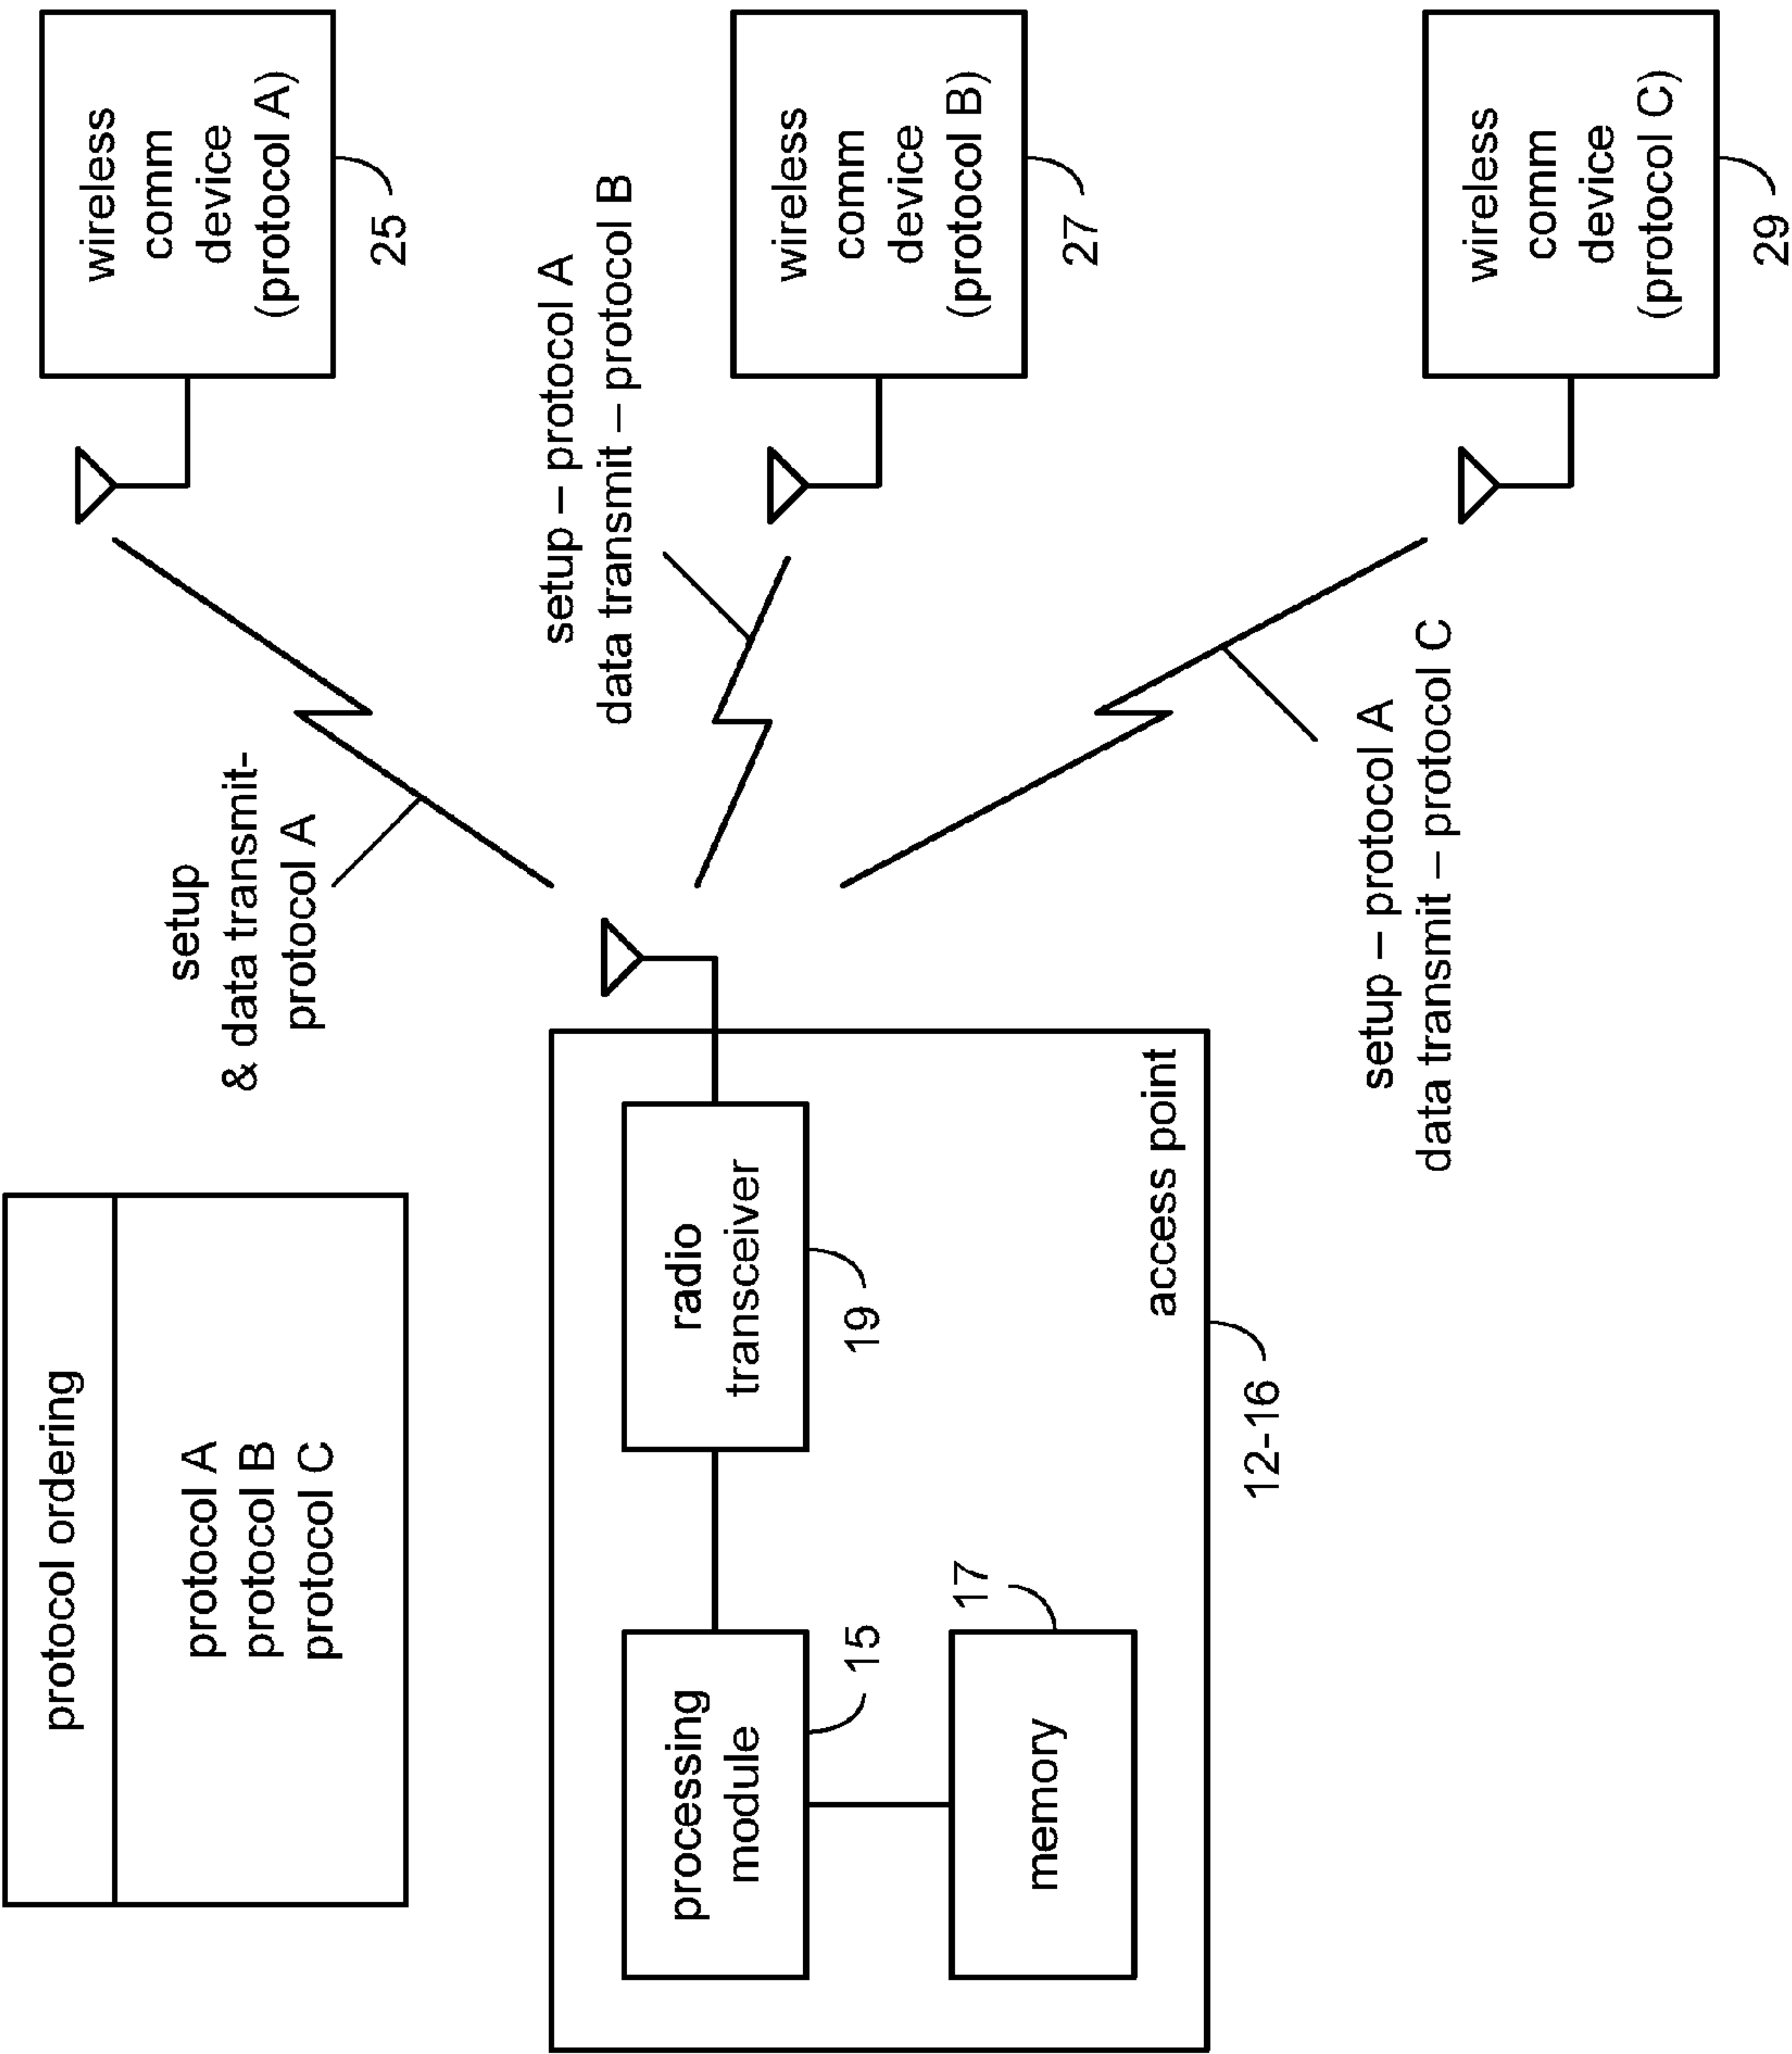 protocol ordering
protocol A
protocol B
protocol C
setup
& data transmit-
protocol A
wireless
comm
device
(protocol A)
25
setup – protocol A
data transmit – protocol B
wireless
comm
device
(protocol B)
27
radio
transceiver
19
processing
module
15
17
memory
access point
12-16
setup – protocol A
data transmit – protocol C
wireless
comm
device
(protocol C)
29